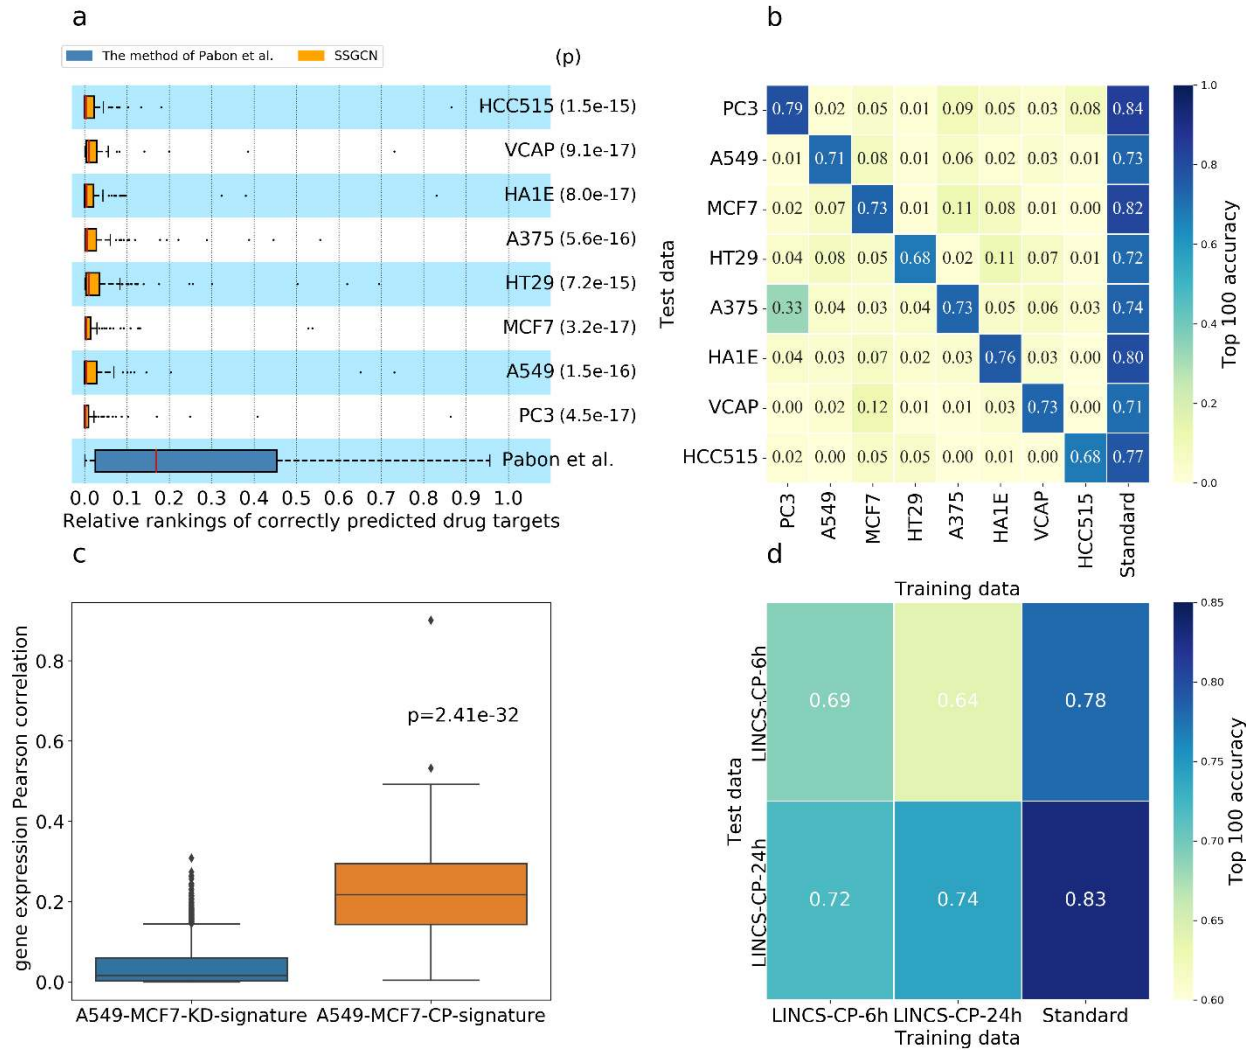 a
The method of Pabon et al.
SSGCN
(p)
HCC515 (1.5e-15)
VCAP (9.1e-17)
HA1E (8.0e-17)
A375 (5.6e-16)
HT29 (7.2e-15)
MCF7 (3.2e-17)
A549 (1.5e-16)
PC3 (4.5e-17)
Pabon et al.
0.0 0.1 0.2 0.3 0.4 0.5 0.6 0.7 0.8 0.9 1.0
Relative rankings of correctly predicted drug targets
b
Test data
PC3 0.79 0.02 0.05 0.01 0.09 0.05 0.03 0.08 0.84
A549 0.01 0.71 0.08 0.01 0.06 0.02 0.03 0.01 0.73
MCF7 0.02 0.07 0.73 0.01 0.11 0.08 0.01 0.00 0.82
HT29 0.04 0.08 0.05 0.68 0.02 0.11 0.07 0.01 0.72
A375 0.33 0.04 0.03 0.04 0.73 0.05 0.06 0.03 0.74
HA1E 0.04 0.03 0.07 0.02 0.03 0.76 0.03 0.00 0.80
VCAP 0.00 0.02 0.12 0.01 0.01 0.03 0.73 0.00 0.71
HCC515 0.02 0.00 0.05 0.05 0.00 0.01 0.00 0.68 0.77
PC3 A549 MCF7 HT29 A375 HA1E VCAP HCC515 Standard
Training data
1.0
0.8
0.6
0.4
0.2
0.0
Top 100 accuracy
c
gene expression Pearson correlation
0.8
0.6
0.4
0.2
0.0
p=2.41e-32
A549-MCF7-KD-signature A549-MCF7-CP-signature
d
Test data
LINCS-CP-6h
0.69 0.64 0.78
LINCS-CP-24h
0.72 0.74 0.83
LINCS-CP-6h LINCS-CP-24h Standard
Training data
0.85
0.80
0.75
0.70
0.65
0.60
Top 100 accuracy